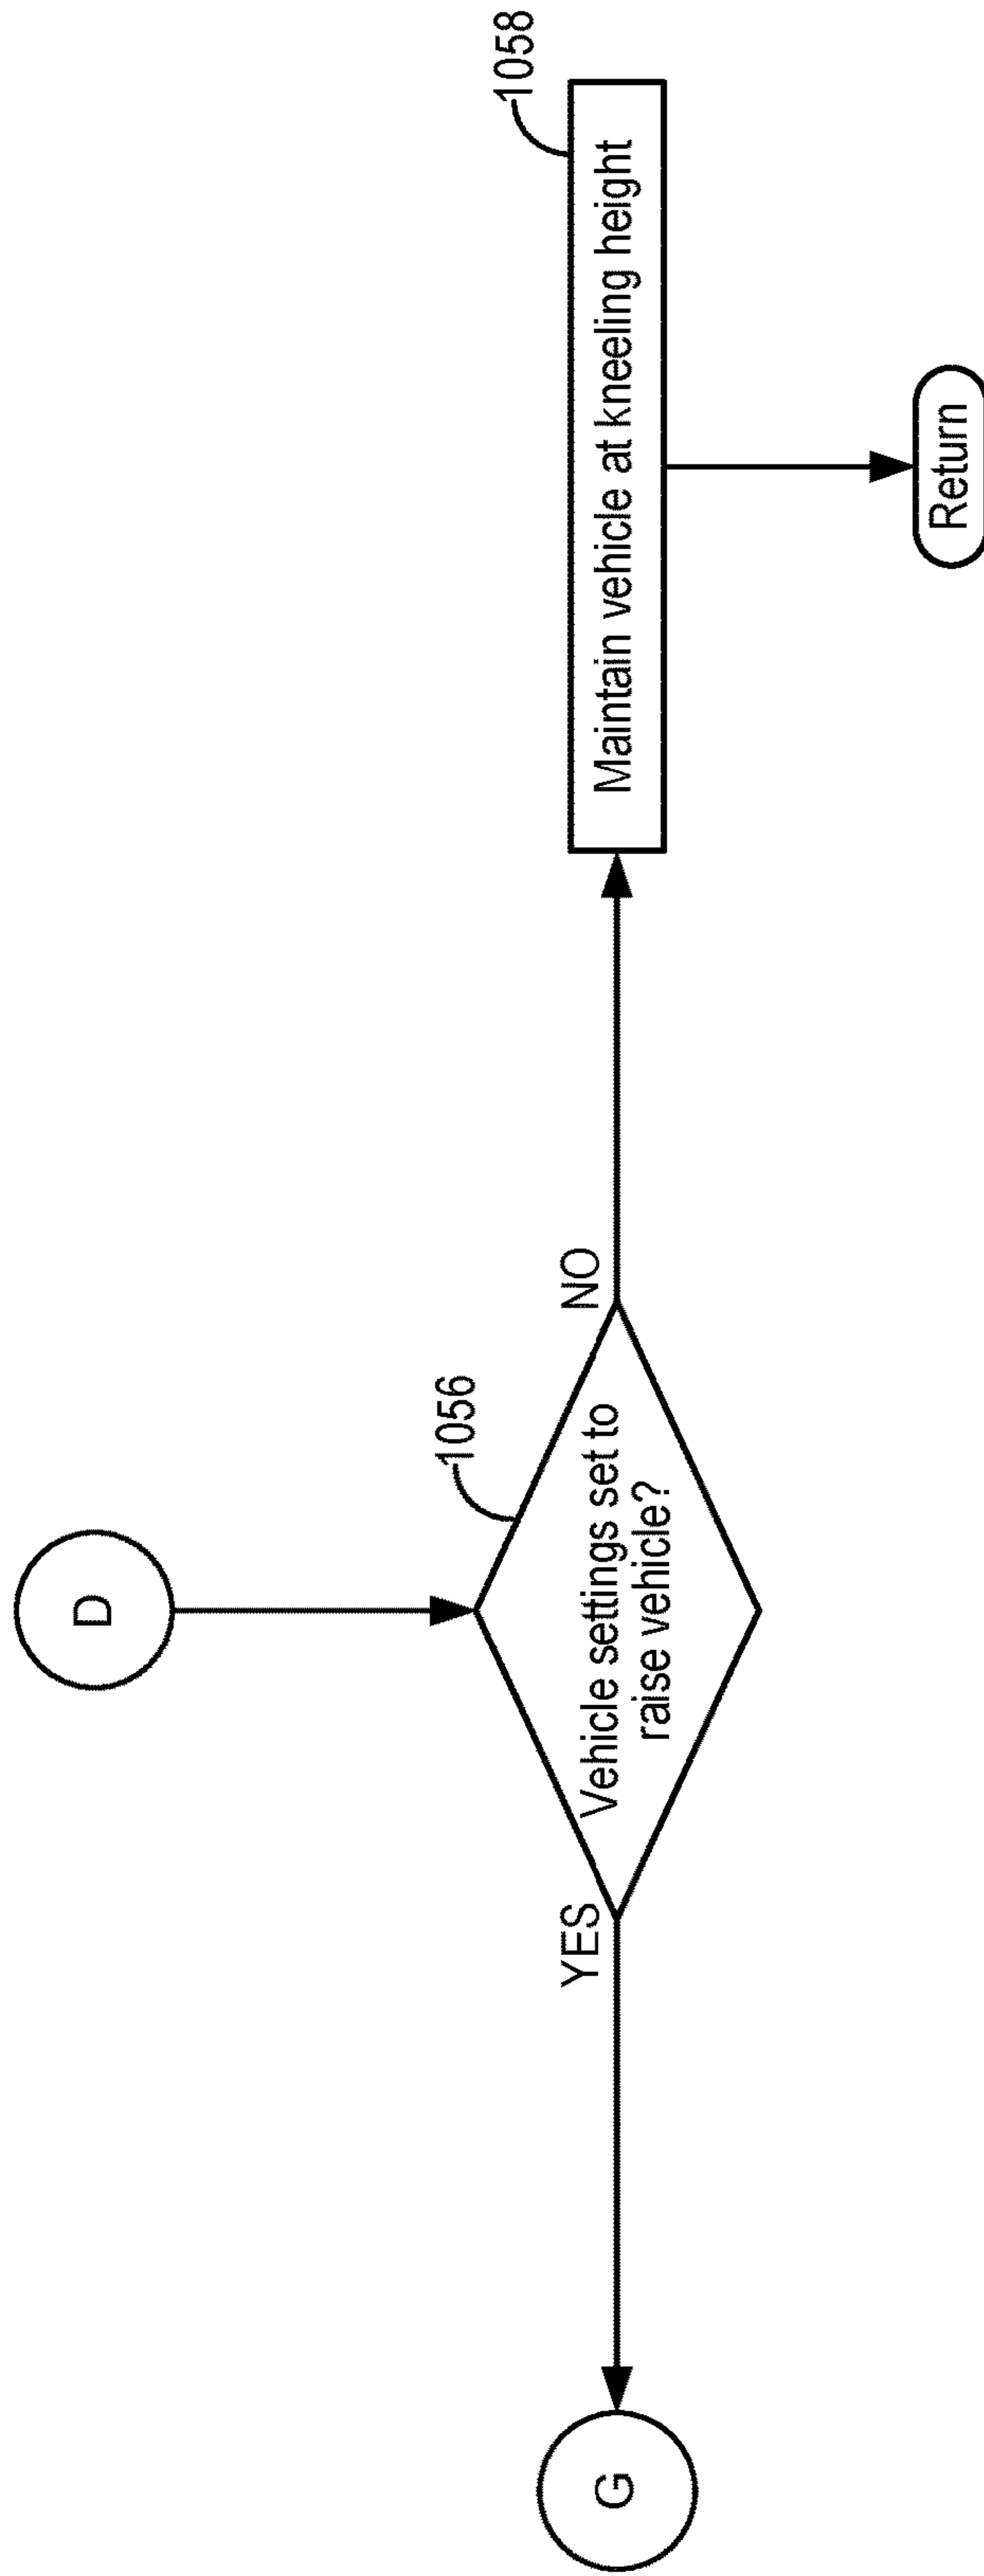 D
1056
Vehicle settings set to
raise vehicle?
YES
NO
G
1058
Maintain vehicle at kneeling height
Return